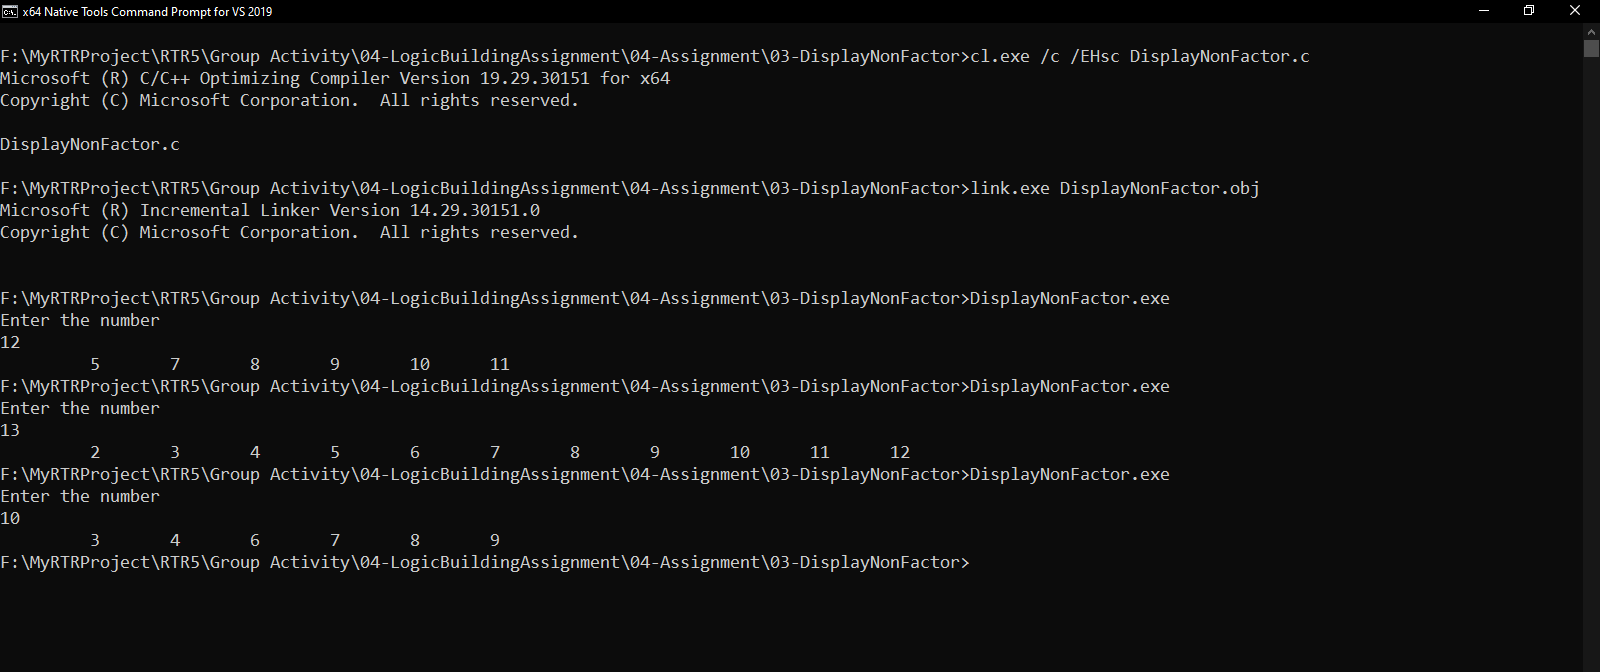 x64 Native Tools Command Prompt for VS 2019
F:\MyRTRProject\RTR5\Group Activity\04-LogicBuildingAssignment\04-Assignment\03-DisplayNonFactor>cl.exe /c /EHsc DisplayNonFactor.c
Microsoft (R) C/C++ Optimizing Compiler Version 19.29.30151 for x64
Copyright (C) Microsoft Corporation.  All rights reserved.
DisplayNonFactor.c
F:\MyRTRProject\RTR5\Group Activity\04-LogicBuildingAssignment\04-Assignment\03-DisplayNonFactor>link.exe DisplayNonFactor.obj
Microsoft (R) Incremental Linker Version 14.29.30151.0
Copyright (C) Microsoft Corporation.  All rights reserved.
F:\MyRTRProject\RTR5\Group Activity\04-LogicBuildingAssignment\04-Assignment\03-DisplayNonFactor>DisplayNonFactor.exe
Enter the number
12
5 7 8 9 10 11
F:\MyRTRProject\RTR5\Group Activity\04-LogicBuildingAssignment\04-Assignment\03-DisplayNonFactor>DisplayNonFactor.exe
Enter the number
13
2 3 4 5 6 7 8 9 10 11 12
F:\MyRTRProject\RTR5\Group Activity\04-LogicBuildingAssignment\04-Assignment\03-DisplayNonFactor>DisplayNonFactor.exe
Enter the number
10
3 4 6 7 8 9
F:\MyRTRProject\RTR5\Group Activity\04-LogicBuildingAssignment\04-Assignment\03-DisplayNonFactor>